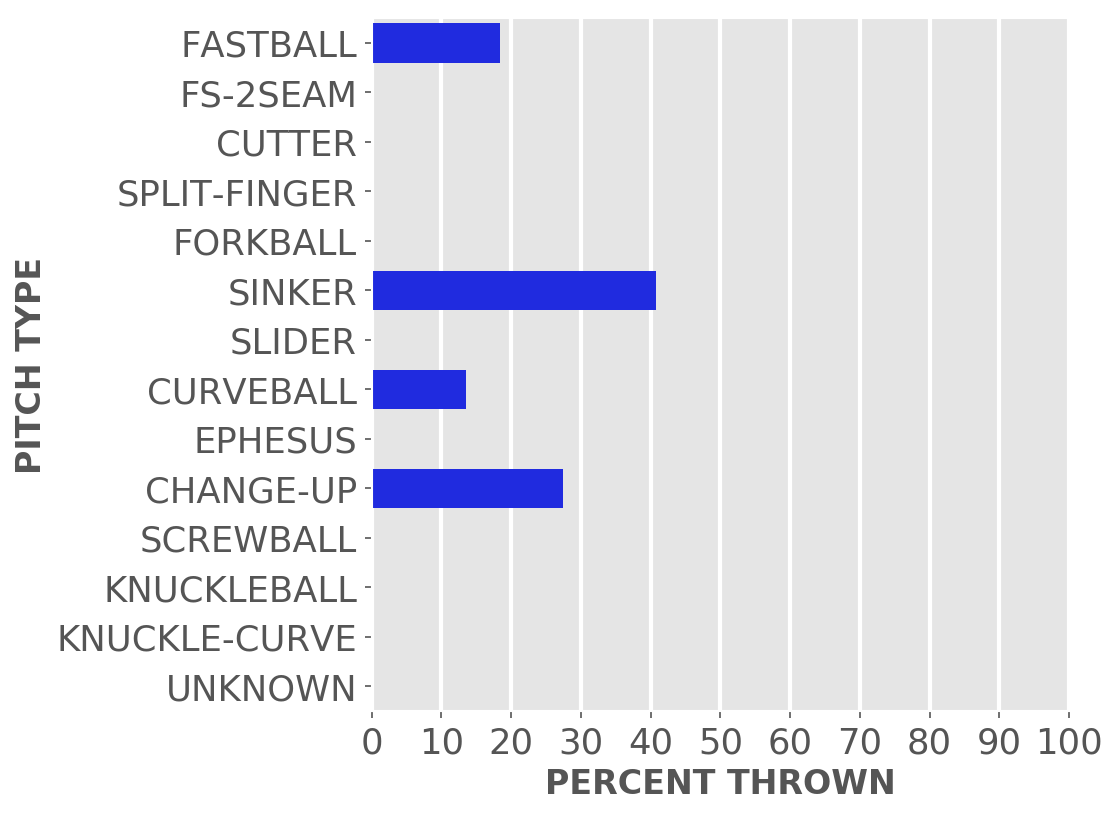 PITCH TYPE
FASTBALL
FS-2SEAM
CUTTER
SPLIT-FINGER
FORKBALL
SINKER
SLIDER
CURVEBALL
EPHESUS
CHANGE-UP
SCREWBALL
KNUCKLEBALL
KNUCKLE-CURVE
UNKNOWN
0 10 20 30 40 50 60 70 80 90 100
PERCENT THROWN